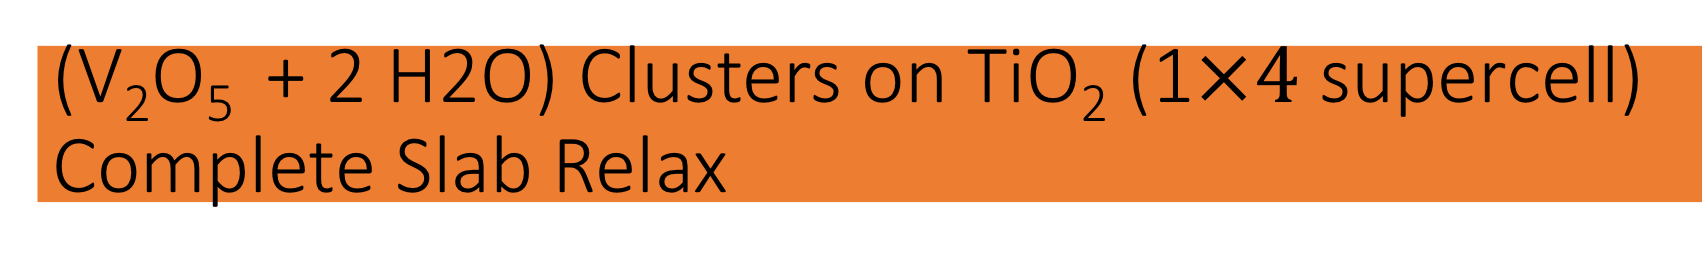 (V₂O₅ + 2 H2O) Clusters on TiO₂ (1×4 supercell)
Complete Slab Relax